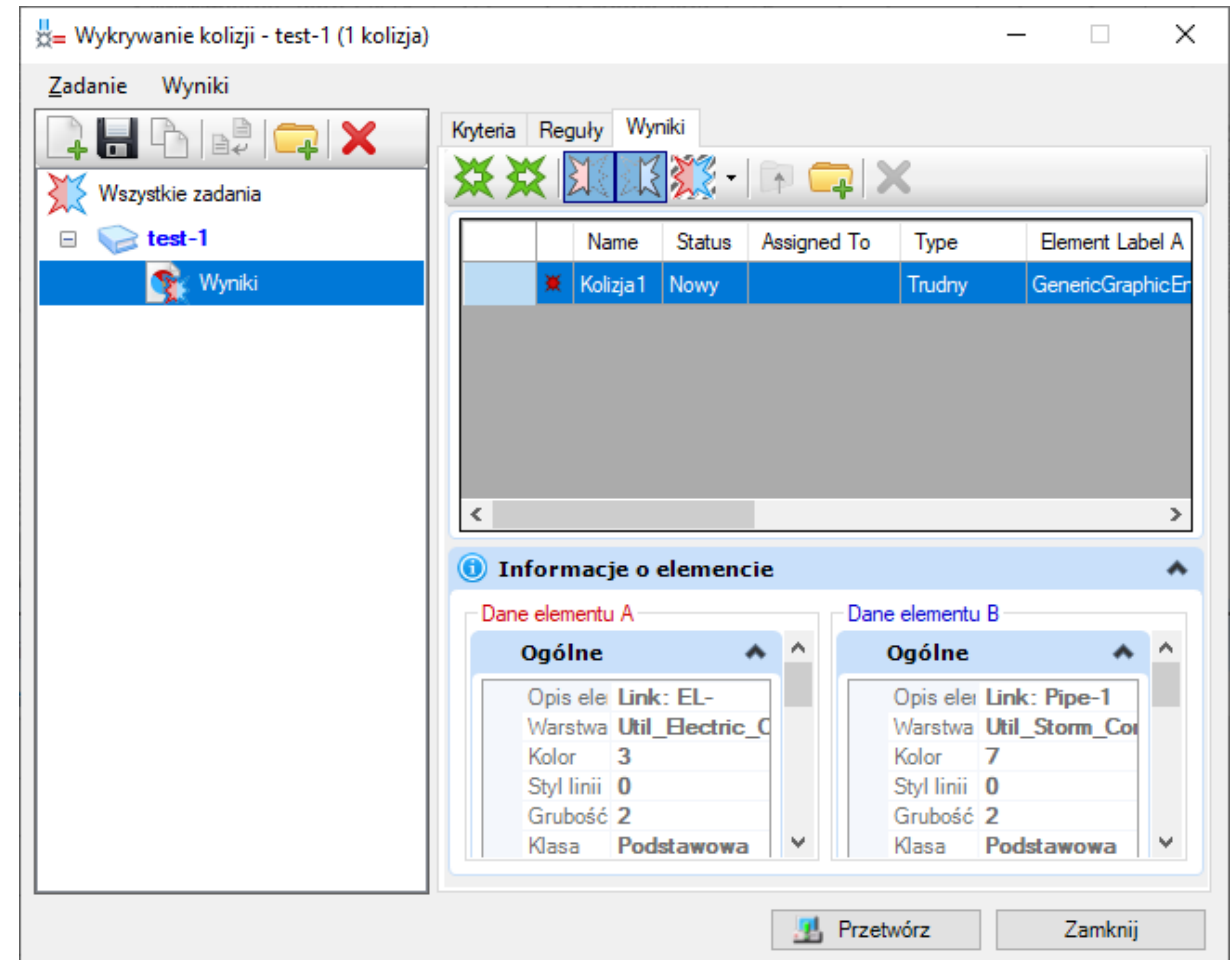 Wykrywanie kolizji - test-1 (1 kolizja)
Zadanie Wyniki
Wszystkie zadania
test-1
Wyniki
Kryteria Reguły Wyniki
Name Status Assigned To Type Element Label A
Kolizja1 Nowy Trudny GenericGraphicEn
Informacje o elemencie
Dane elementu A
Ogólne
Opis ele Link: EL-
Warstwa Util_Electric_C
Kolor 3
Styl linii 0
Grubość 2
Klasa Podstawowa
Dane elementu B
Ogólne
Opis eler Link: Pipe-1
Warstwa Util_Storm_Con
Kolor 7
Styl linii 0
Grubość 2
Klasa Podstawowa
Przetwórz Zamknij